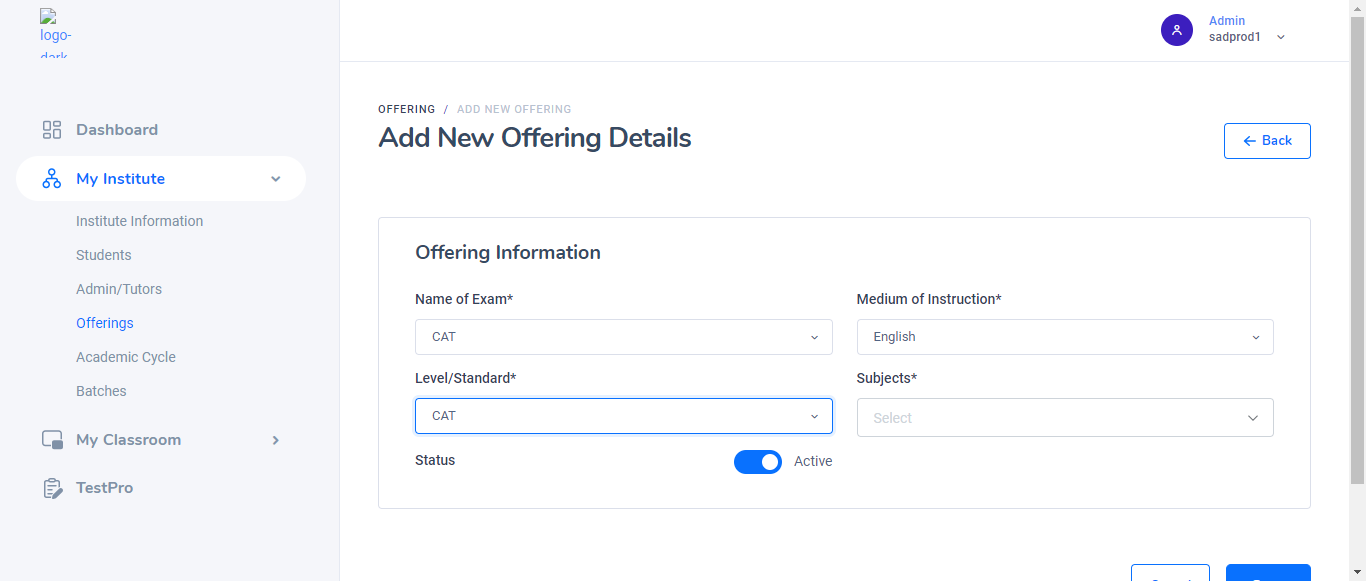 logo-
dark
Admin
sadprod1
OFFERING / ADD NEW OFFERING
Add New Offering Details
Back
Dashboard
My Institute
Institute Information
Students
Admin/Tutors
Offerings
Academic Cycle
Batches
My Classroom
TestPro
Offering Information
Name of Exam*
Medium of Instruction*
CAT
English
Level/Standard*
Subjects*
CAT
Select
Status
Active